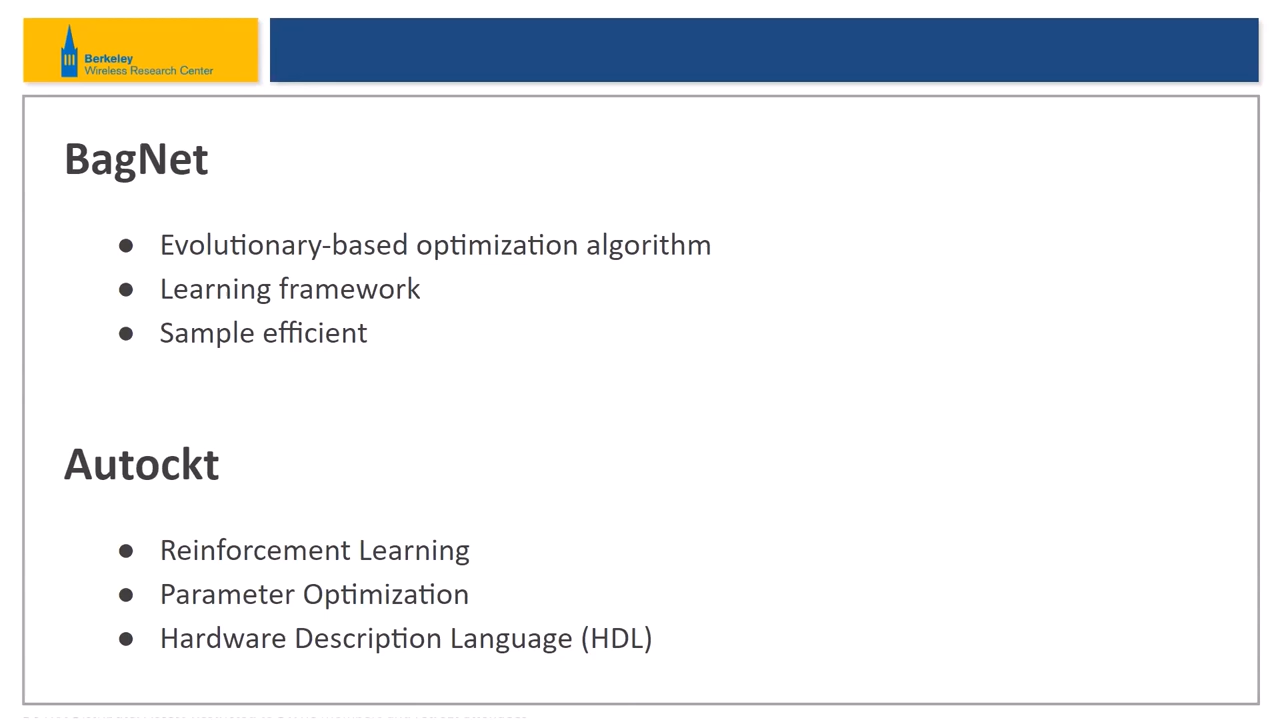 Berkeley
Wireless Research Center
BagNet
● Evolutionary-based optimization algorithm
● Learning framework
● Sample efficient
Autockt
● Reinforcement Learning
● Parameter Optimization
● Hardware Description Language (HDL)